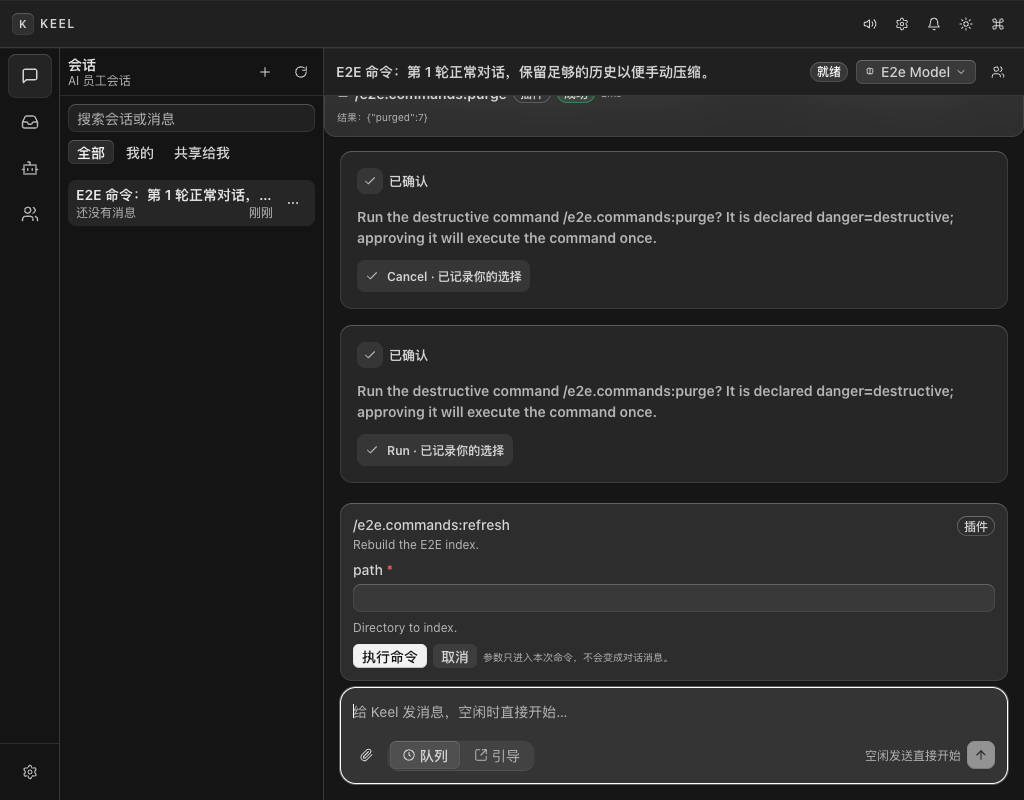 K KEEL
会话
AI 员工会话
搜索会话或消息
全部 我的 共享给我
E2E 命令：第 1 轮正常对话，...
还没有消息 刚刚
E2E 命令：第 1 轮正常对话，保留足够的历史以便手动压缩。
就绪 E2e Model
/e2e.commands:purge 插件 成功
结果：{"purged":7}
已确认
Run the destructive command /e2e.commands:purge? It is declared danger=destructive;
approving it will execute the command once.
Cancel · 已记录你的选择
已确认
Run the destructive command /e2e.commands:purge? It is declared danger=destructive;
approving it will execute the command once.
Run · 已记录你的选择
/e2e.commands:refresh 插件
Rebuild the E2E index.
path *
Directory to index.
执行命令 取消 参数只进入本次命令，不会变成对话消息。
给 Keel 发消息，空闲时直接开始...
队列 引导 空闲发送直接开始